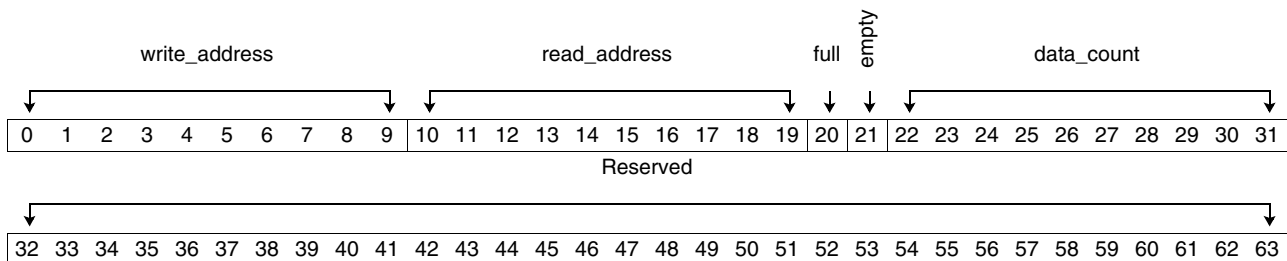 write_address read_address full empty data_count
0 1 2 3 4 5 6 7 8 9 10 11 12 13 14 15 16 17 18 19 20 21 22 23 24 25 26 27 28 29 30 31
Reserved
32 33 34 35 36 37 38 39 40 41 42 43 44 45 46 47 48 49 50 51 52 53 54 55 56 57 58 59 60 61 62 63